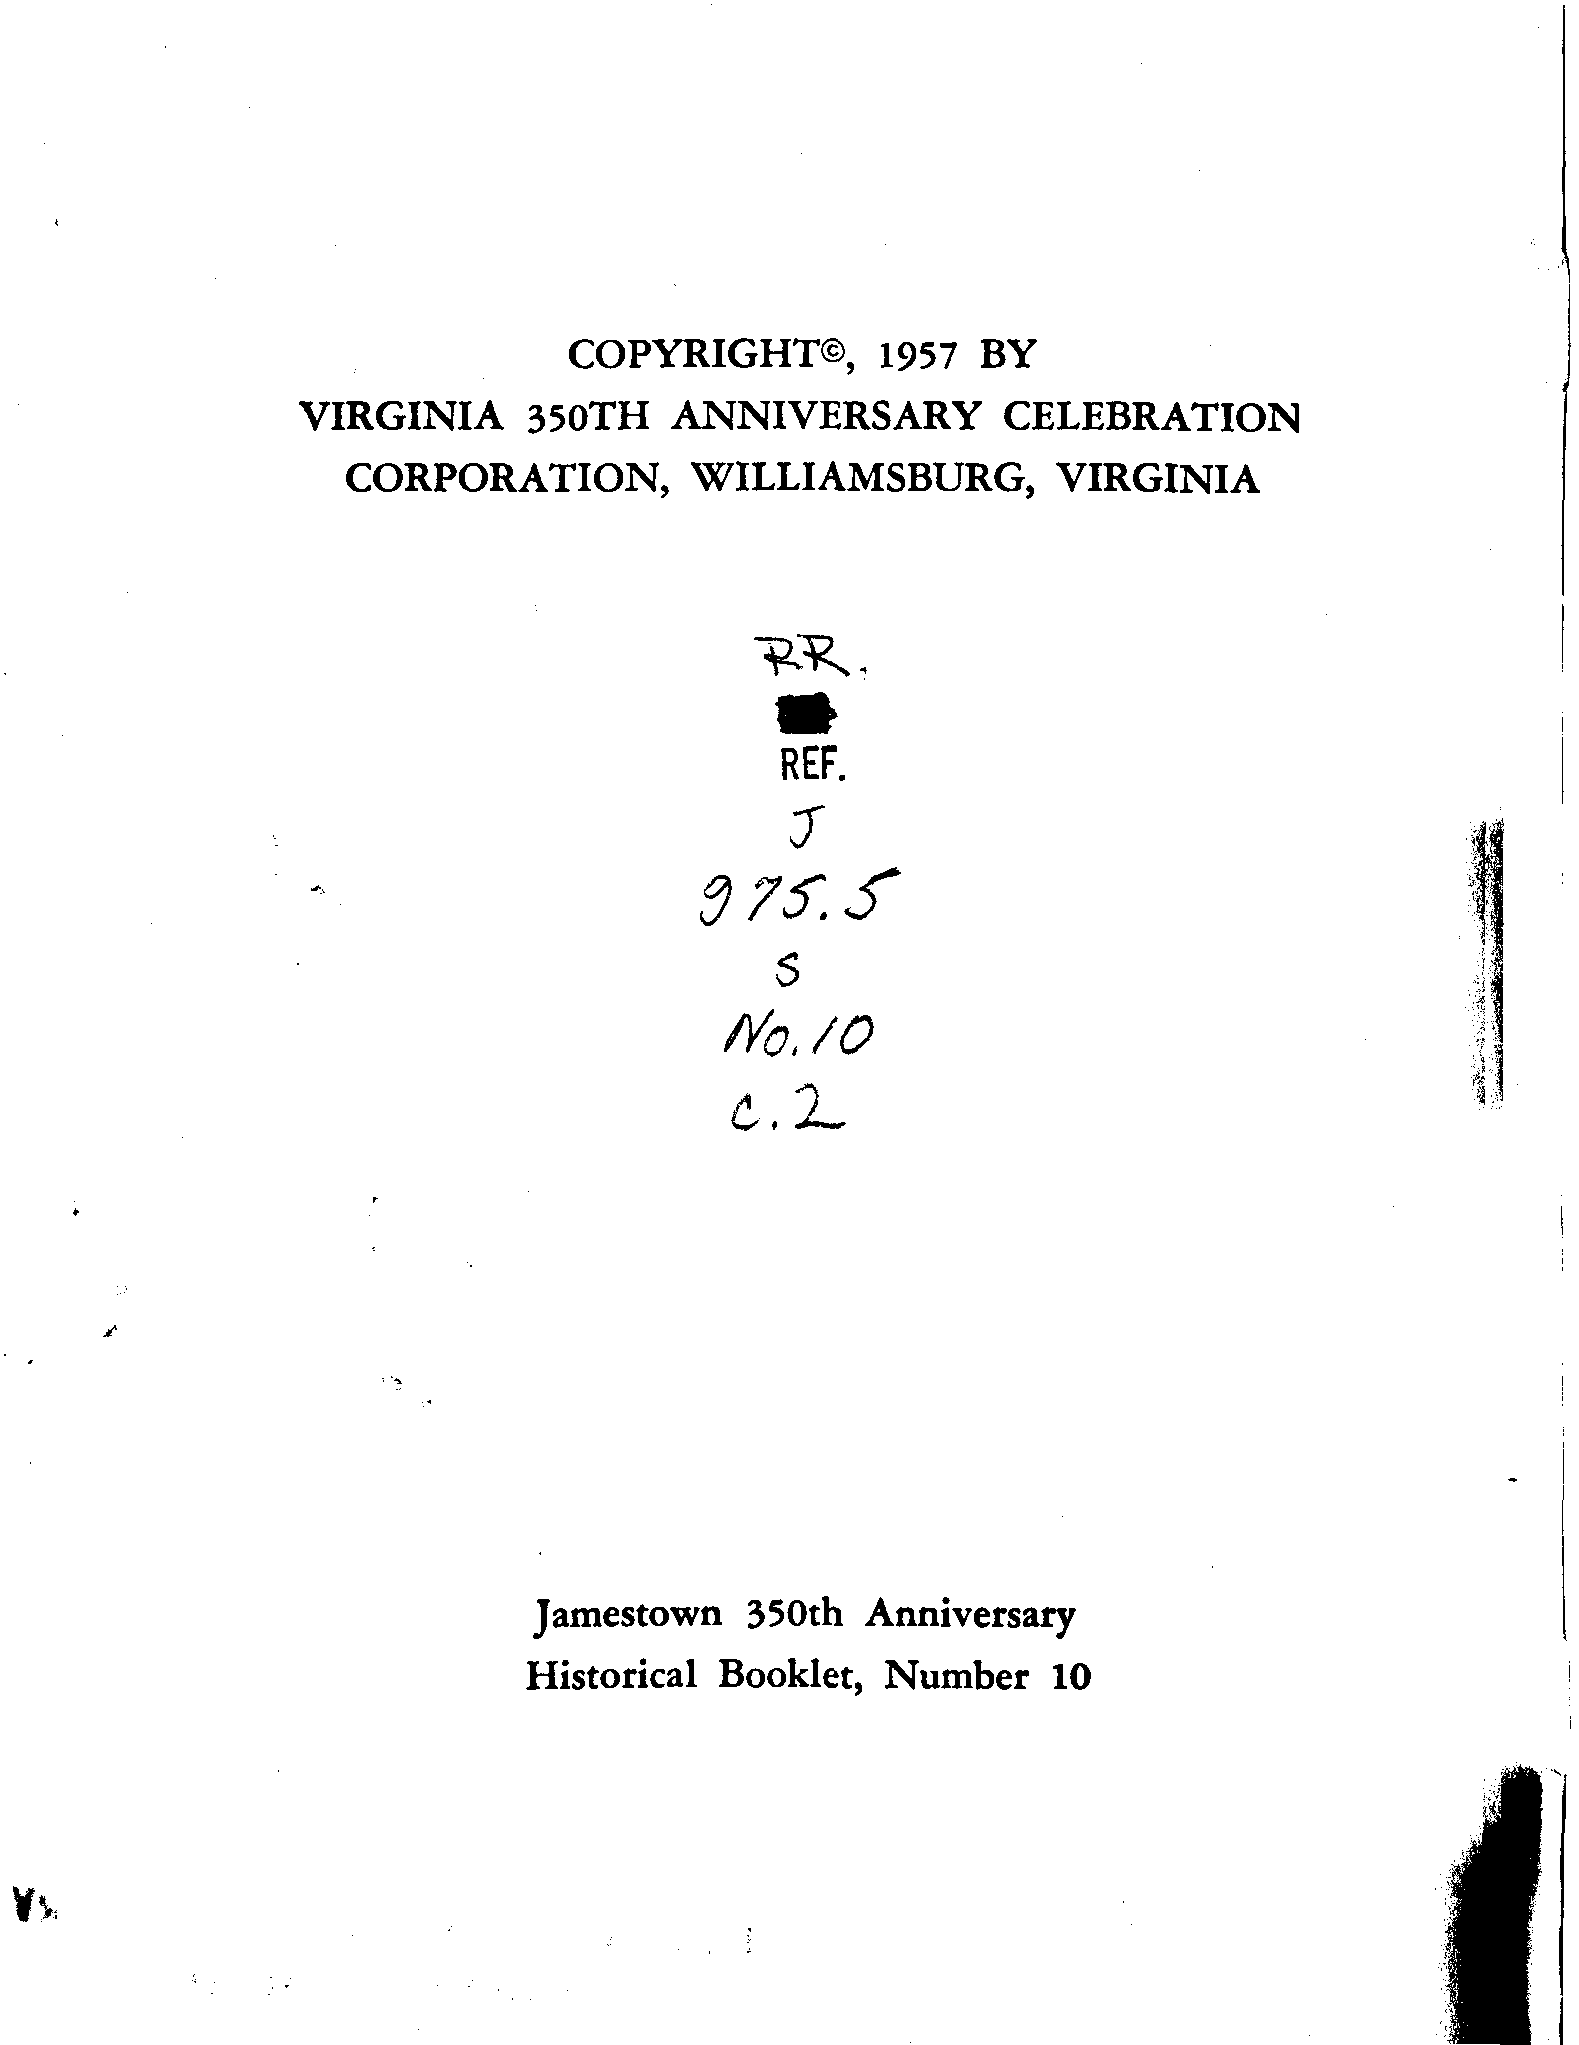 COPYRIGHT©, 1957 BY
VIRGINIA 350TH ANNIVERSARY CELEBRATION
CORPORATION, WILLIAMSBURG, VIRGINIA
RR.
REF.
J
975.5
S
No. 10
c. 2
Jamestown 350th Anniversary
Historical Booklet, Number 10